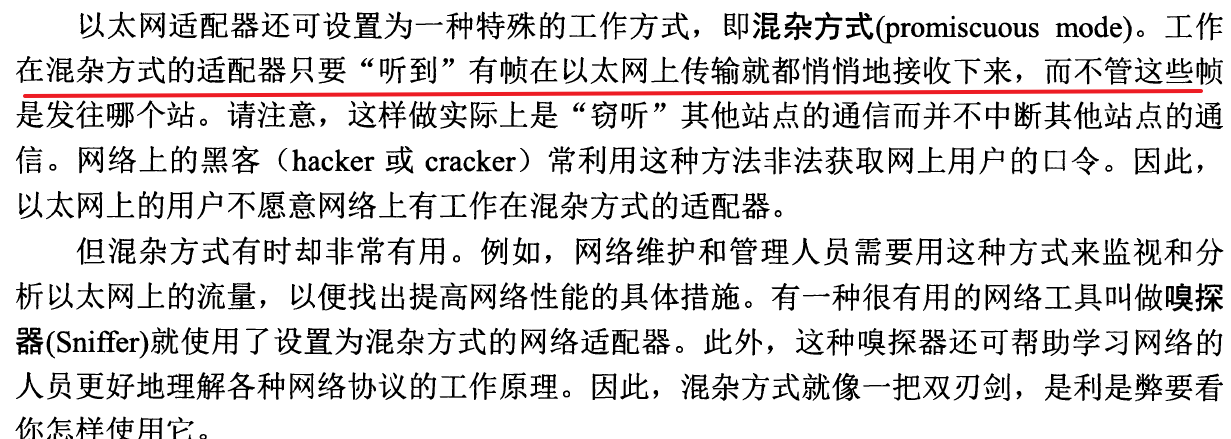 以太网适配器还可设置为一种特殊的工作方式，即混杂方式(promiscuous mode)。工作
在混杂方式的适配器只要“听到”有帧在以太网上传输就都悄悄地接收下来，而不管这些帧
是发往哪个站。请注意，这样做实际上是“窃听”其他站点的通信而并不中断其他站点的通
信。网络上的黑客（hacker 或 cracker）常利用这种方法非法获取网上用户的口令。因此，
以太网上的用户不愿意网络上有工作在混杂方式的适配器。
但混杂方式有时却非常有用。例如，网络维护和管理人员需要用这种方式来监视和分
析以太网上的流量，以便找出提高网络性能的具体措施。有一种很有用的网络工具叫做嗅探
器(Sniffer)就使用了设置为混杂方式的网络适配器。此外，这种嗅探器还可帮助学习网络的
人员更好地理解各种网络协议的工作原理。因此，混杂方式就像一把双刃剑，是利是弊要看
你怎样使用它。